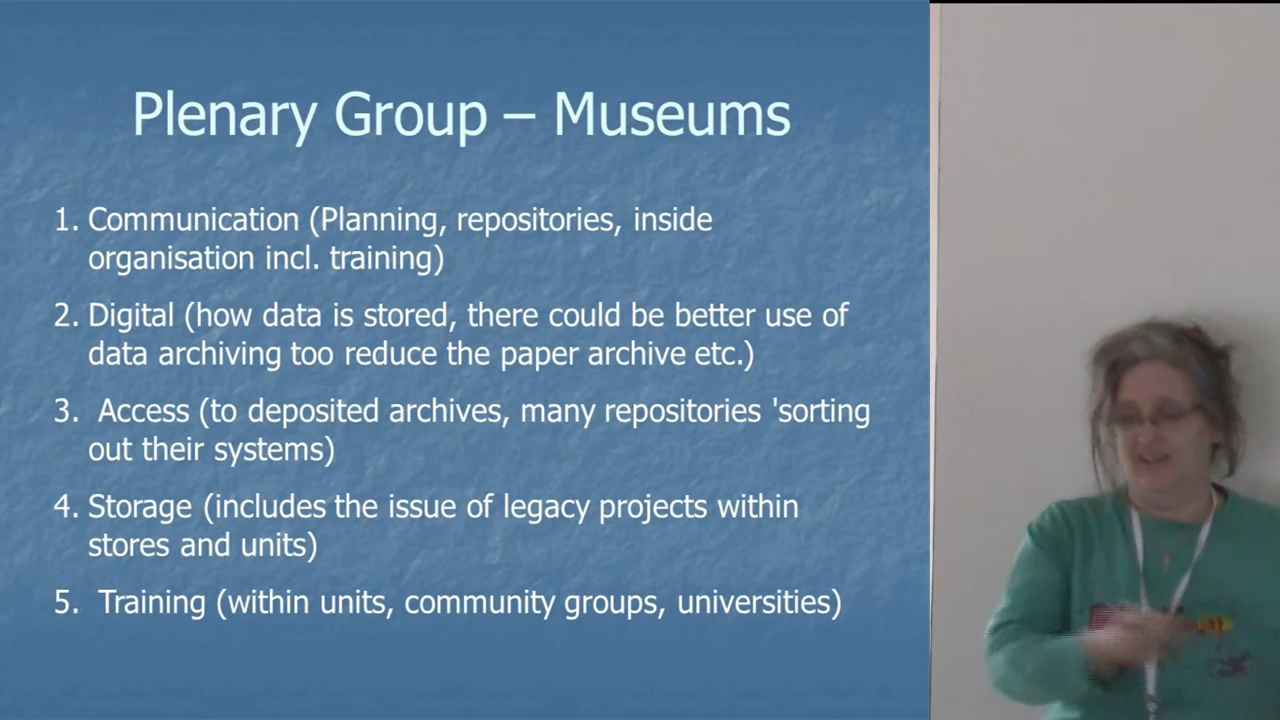 Plenary Group – Museums
1. Communication (Planning, repositories, inside
organisation incl. training)
2. Digital (how data is stored, there could be better use of
data archiving too reduce the paper archive etc.)
3. Access (to deposited archives, many repositories 'sorting
out their systems)
4. Storage (includes the issue of legacy projects within
stores and units)
5. Training (within units, community groups, universities)